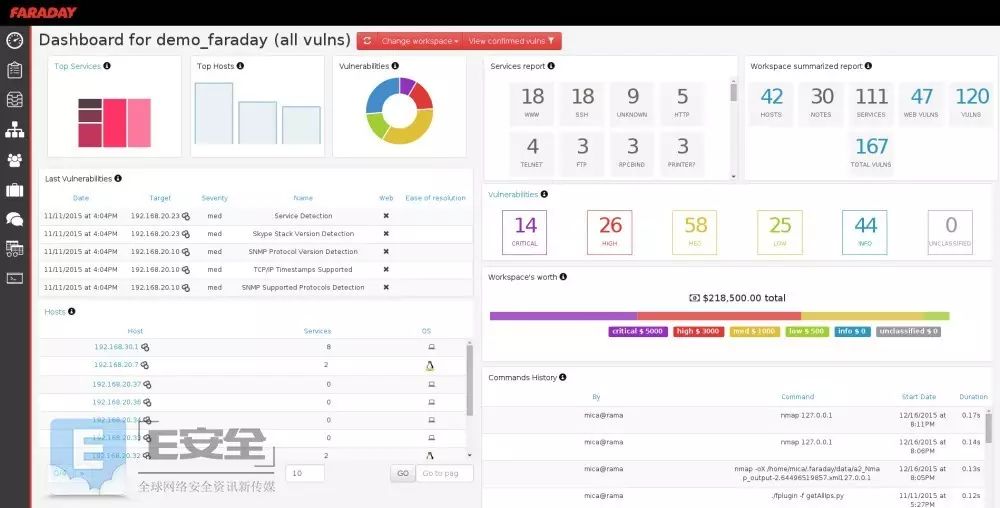 FARADAY
Dashboard for demo_faraday (all vulns)
Change workspace
View confirmed vulns
Top Services
Top Hosts
Vulnerabilities
Services report
18 18 9 5
WWW SSH UNKNOWN HTTP
4 3 3 3
TELNET FTP RPCBIND PRINTER?
Workspace summarized report
42 30 111 47 120
HOSTS NOTES SERVICES WEB VULNS VULNS
167
TOTAL VULNS
Last Vulnerabilities
Date Target Severity Name Web Ease of resolution
11/11/2015 at 4:04PM 192.168.20.23 med Service Detection
11/11/2015 at 4:04PM 192.168.20.23 med Skype Stack Version Detection
11/11/2015 at 4:04PM 192.168.20.10 med SNMP Protocol Version Detection
11/11/2015 at 4:04PM 192.168.20.10 med TCP/IP Timestamps Supported
11/11/2015 at 4:04PM 192.168.20.10 med SNMP Supported Protocols Detection
Vulnerabilities
14 26 58 25 44 0
CRITICAL HIGH MED LOW INFO UNCLASSIFIED
Workspace's worth
$218,500.00 total
critical $ 5000 high $ 3000 med $ 1000 low $ 500 info $ 0 unclassified $ 0
Hosts
Host Services OS
192.168.30.1 8
192.168.20.7 2
192.168.20.37 0
192.168.20.36 0
192.168.20.34
192.168.20.33
192.168.20.32 2
10
GO
Go to pag
Commands History
By Command Start Date Duration
mica@rama nmap 127.0.0.1 12/16/2015 at 8:11PM 0.17s
mica@rama nmap 127.0.0.1 12/16/2015 at 8:06PM 0.14s
mica@rama nmap -oX /home/mica/.faraday/data/a2_Nmap_output-2.64496519857.xml127.0.0.1 12/16/2015 at 8:05PM 0.13s
mica@rama ./fplugin -f getAllips.py 11/11/2015 at 5:27PM 0.12s
E
E安全
全球网络安全资讯新传媒